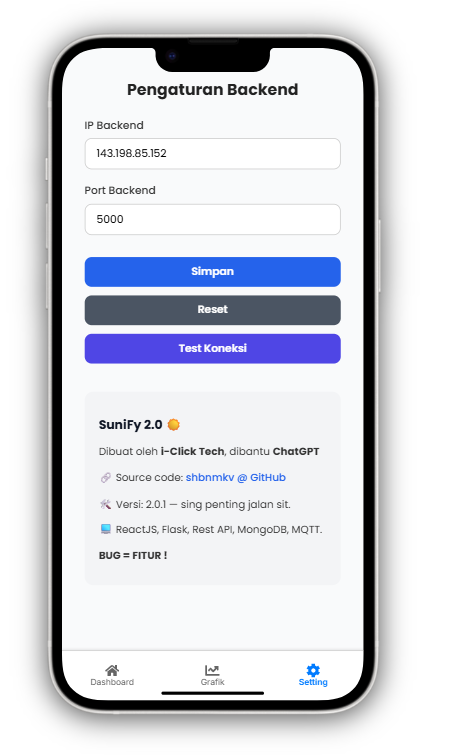 Pengaturan Backend
IP Backend
143.198.85.152
Port Backend
5000
Simpan
Reset
Test Koneksi
SuniFy 2.0
Dibuat oleh i-Click Tech, dibantu ChatGPT
Source code: shbnmkv @ GitHub
Versi: 2.0.1 — sing penting jalan sit.
ReactJS, Flask, Rest API, MongoDB, MQTT.
BUG = FITUR !
Dashboard
Grafik
Setting